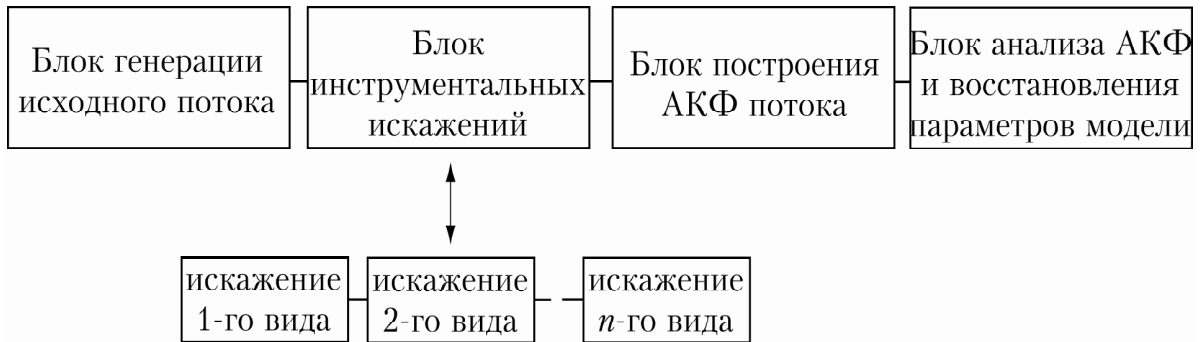 Блок генерации
исходного потока
Блок
инструментальных
искажений
Блок построения
АКФ потока
Блок анализа АКФ
и восстановления
параметров модели
искажение
1-го вида
искажение
2-го вида
искажение
n-го вида